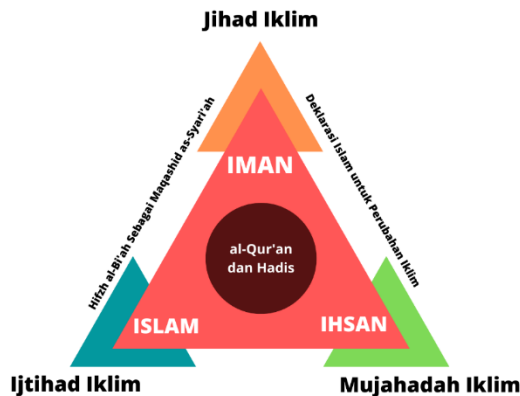 Jihad Iklim
Hifzh al-Bi'ah Sebagai Maqashid as-Syari'ah
Deklarasi Islam untuk Perubahan Iklim
IMAN
al-Qur'an
dan Hadis
ISLAM
IHSAN
Ijtihad Iklim
Mujahadah Iklim